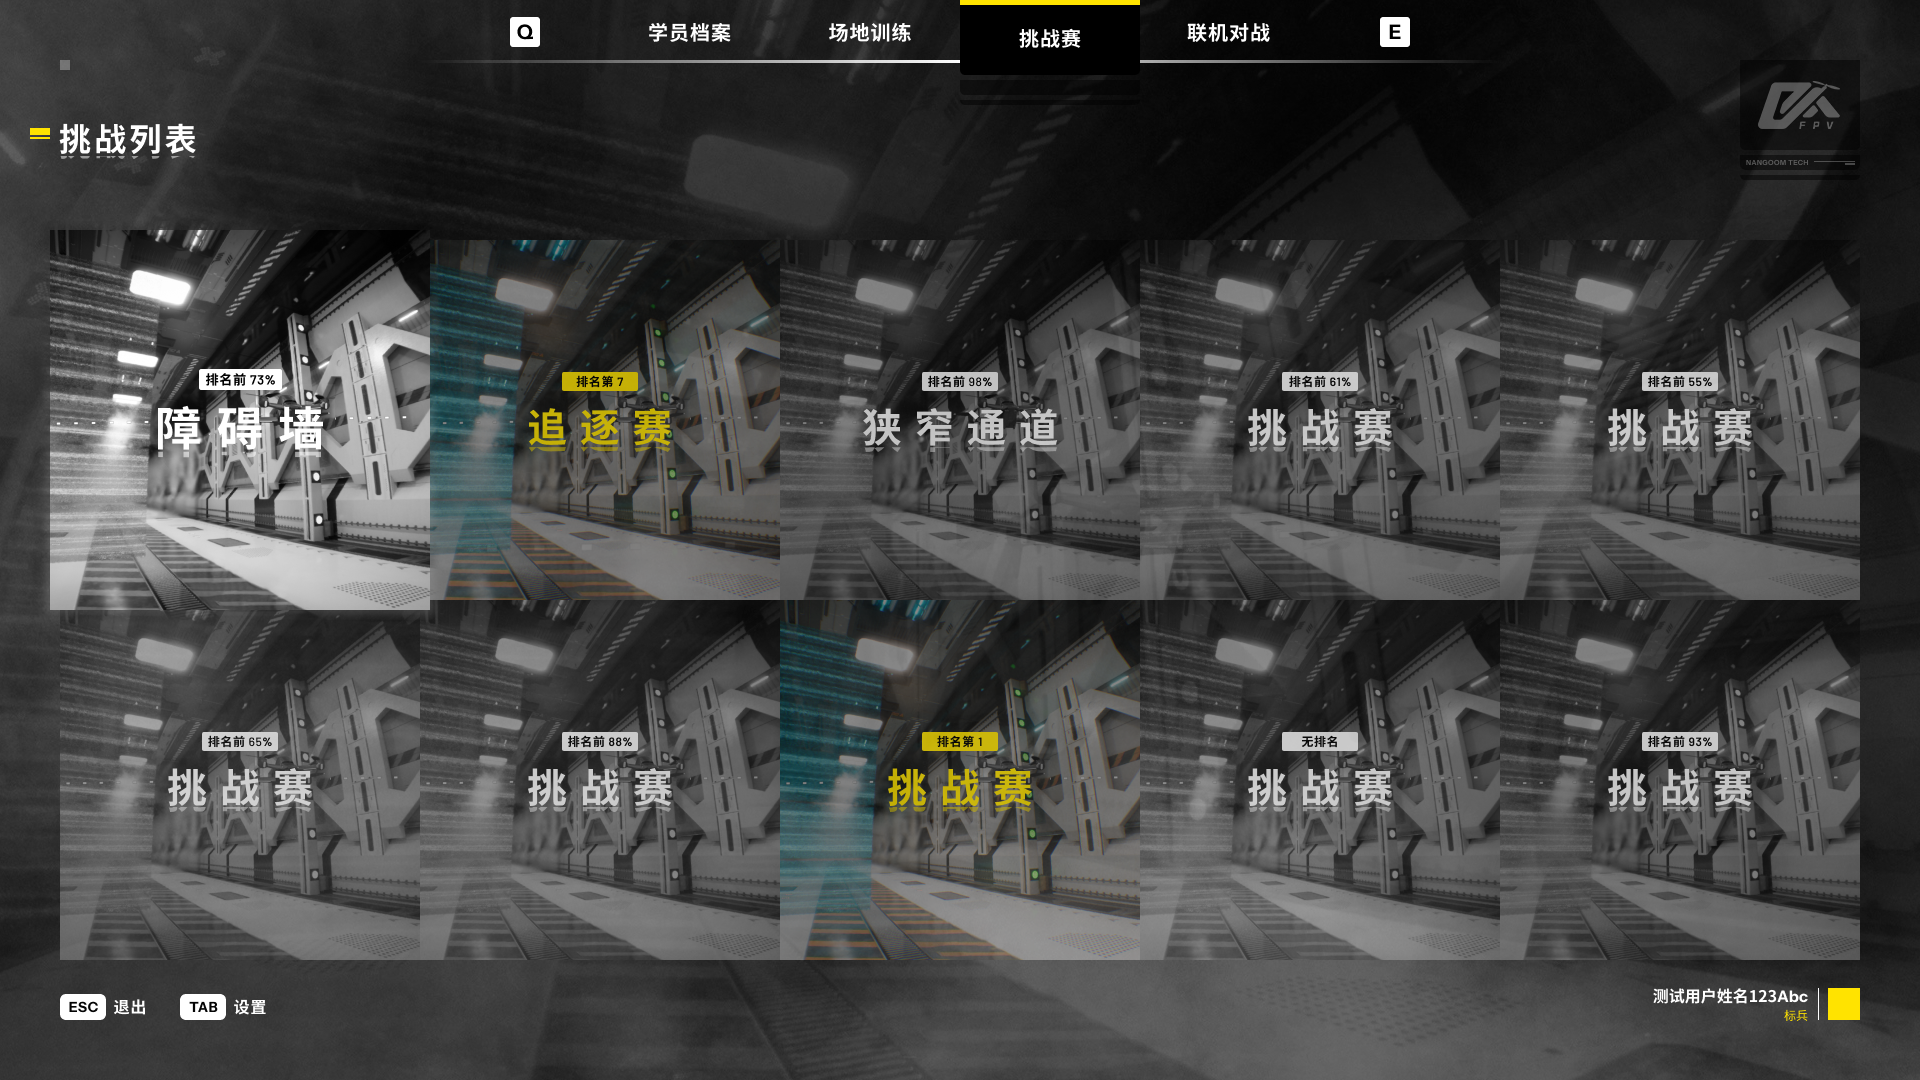 Q 学员档案 场地训练 挑战赛 联机对战 E
FPV
NANGOOM TECH
挑战列表
排名前 73%
障碍墙
排名第 7
追逐赛
排名前 98%
狭窄通道
排名前 61%
挑战赛
排名前 55%
挑战赛
排名前 65%
挑战赛
排名前 88%
挑战赛
排名第 1
挑战赛
无排名
挑战赛
排名前 93%
挑战赛
ESC 退出 TAB 设置
测试用户姓名123Abc
标兵